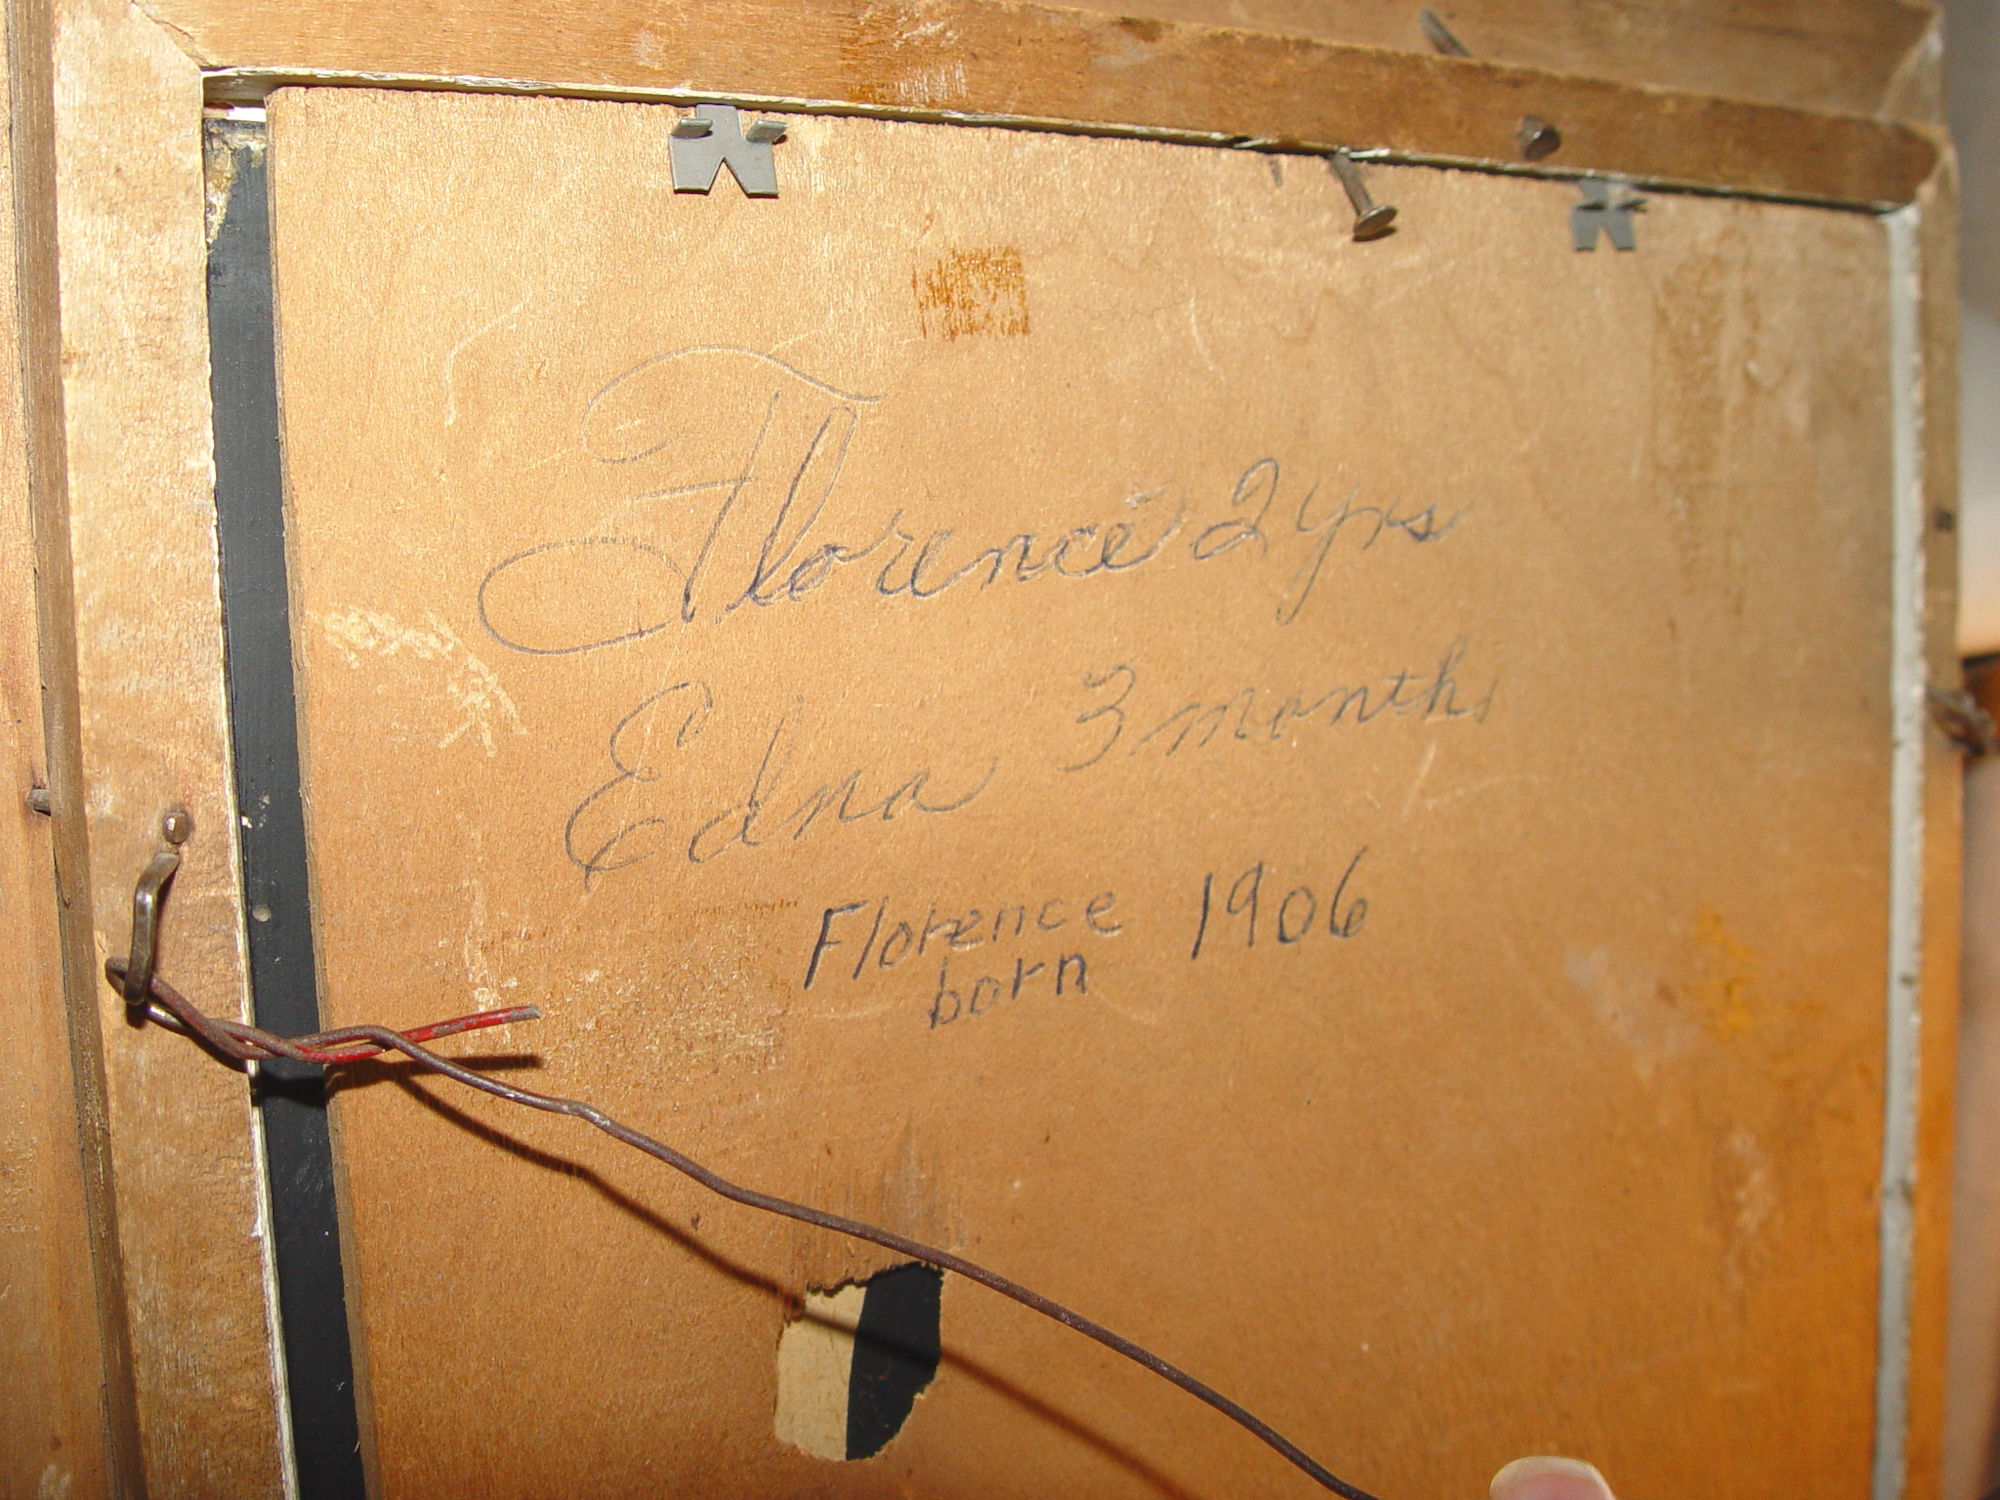 Florence 2 yrs
Edna 3 months
Florence 1906
born